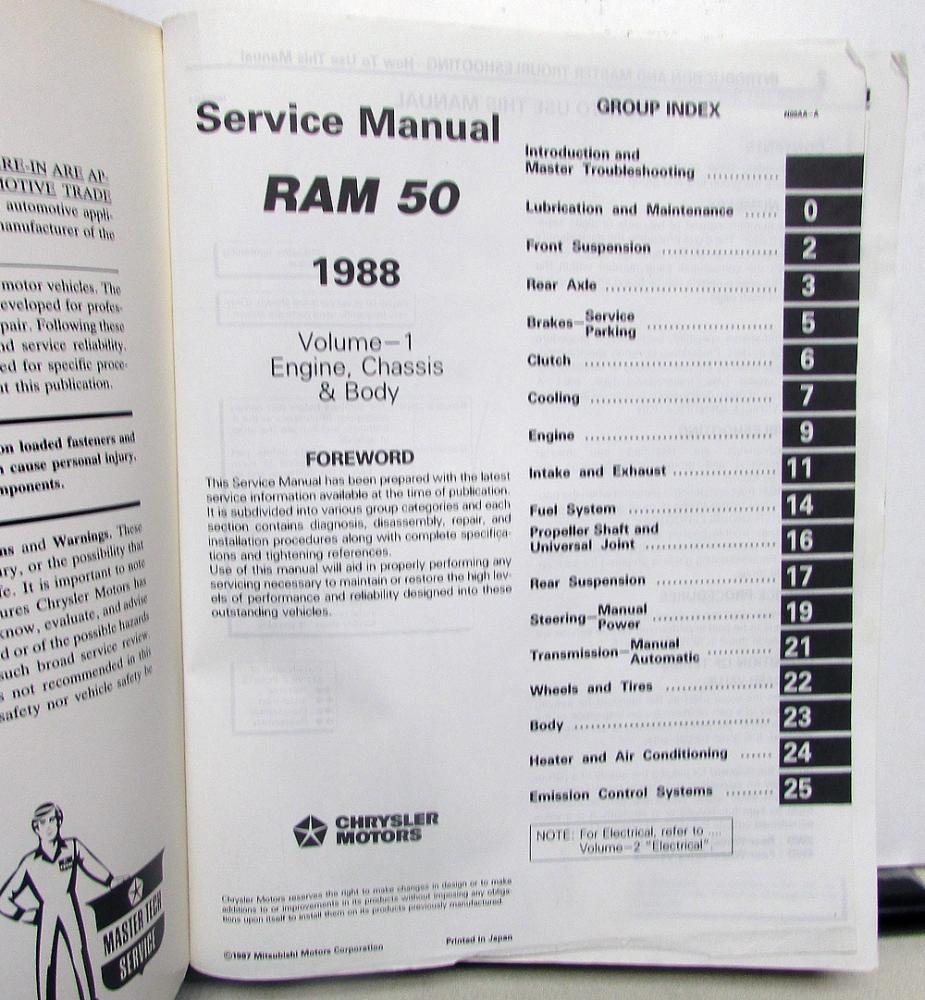 RE-IN ARE AP-
MOTIVE TRADE
automotive appli-
manufacturer of the
motor vehicles. The
eveloped for profes-
pair. Following these
nd service reliability.
ed for specific proce-
at this publication.
on loaded fasteners and
cause personal injury.
mponents.
ns and Warnings. These
ury, or the possibility that
fe. It is important to note
ures Chrysler Motors has
know, evaluate, and advise
d or of the possible hazards
such broad service review.
s not recommended in this
safety nor vehicle safety be
MASTER TECH
SERVICE
Service Manual
RAM 50
1988
Volume-1
Engine, Chassis
& Body
FOREWORD
This Service Manual has been prepared with the latest
service information available at the time of publication.
It is subdivided into various group categories and each
section contains diagnosis, disassembly, repair, and
installation procedures along with complete specifica-
tions and tightening references.
Use of this manual will aid in properly performing any
servicing necessary to maintain or restore the high lev-
els of performance and reliability designed into these
outstanding vehicles.
CHRYSLER
MOTORS
Chrysler Motors reserves the right to make changes in design or to make
additions to or improvements in its products without imposing any obliga-
tions upon itself to install them on its products previously manufactured.
©1987 Mitsubishi Motors Corporation Printed in Japan
GROUP INDEX
Introduction and
Master Troubleshooting ............
Lubrication and Maintenance ...... 0
Front Suspension .................... 2
Rear Axle ............................ 3
Brakes-Service
Parking ..................... 5
Clutch ................................. 6
Cooling ............................... 7
Engine ................................ 9
Intake and Exhaust ................. 11
Fuel System ........................ 14
Propeller Shaft and
Universal Joint ..................... 16
Rear Suspension .................... 17
Steering-Manual
Power ................... 19
Transmission-Manual
Automatic .......... 21
Wheels and Tires .................. 22
Body .................................. 23
Heater and Air Conditioning ...... 24
Emission Control Systems ......... 25
NOTE: For Electrical, refer to ....
Volume-2 "Electrical".